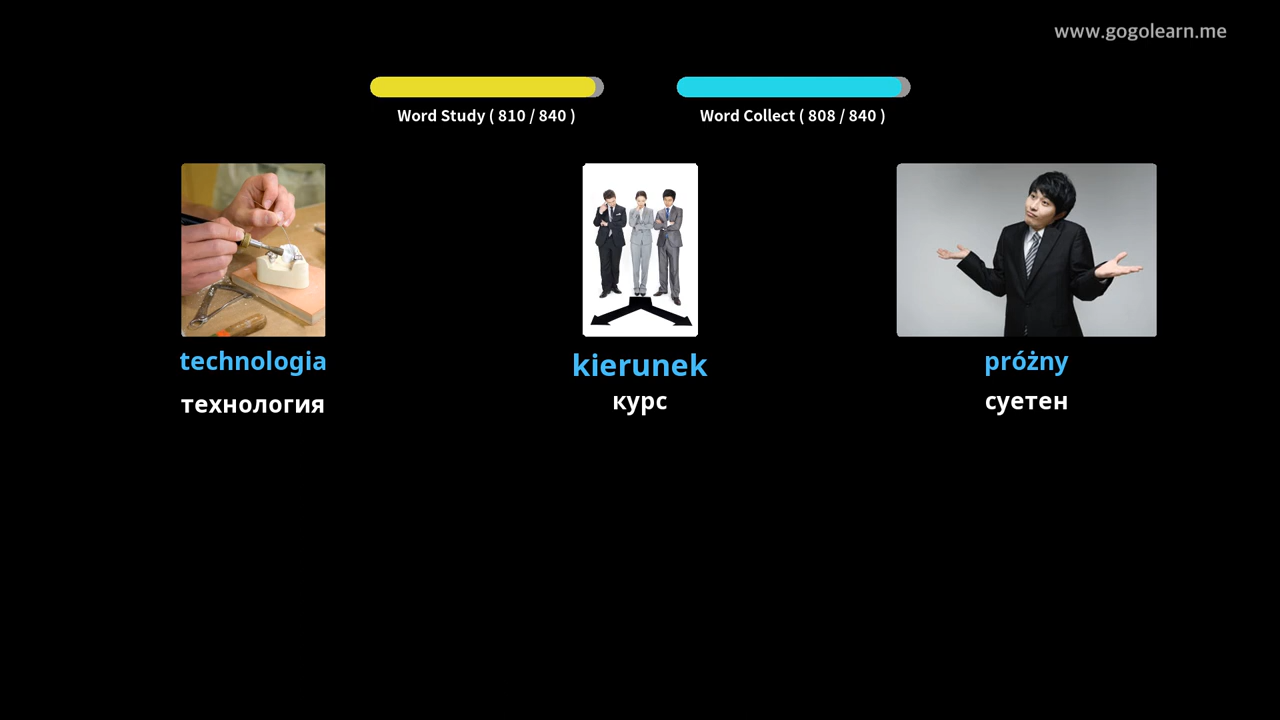 www.gogolearn.me
Word Study ( 810 / 840 )
Word Collect ( 808 / 840 )
technologia
технология
kierunek
курс
próżny
суетен